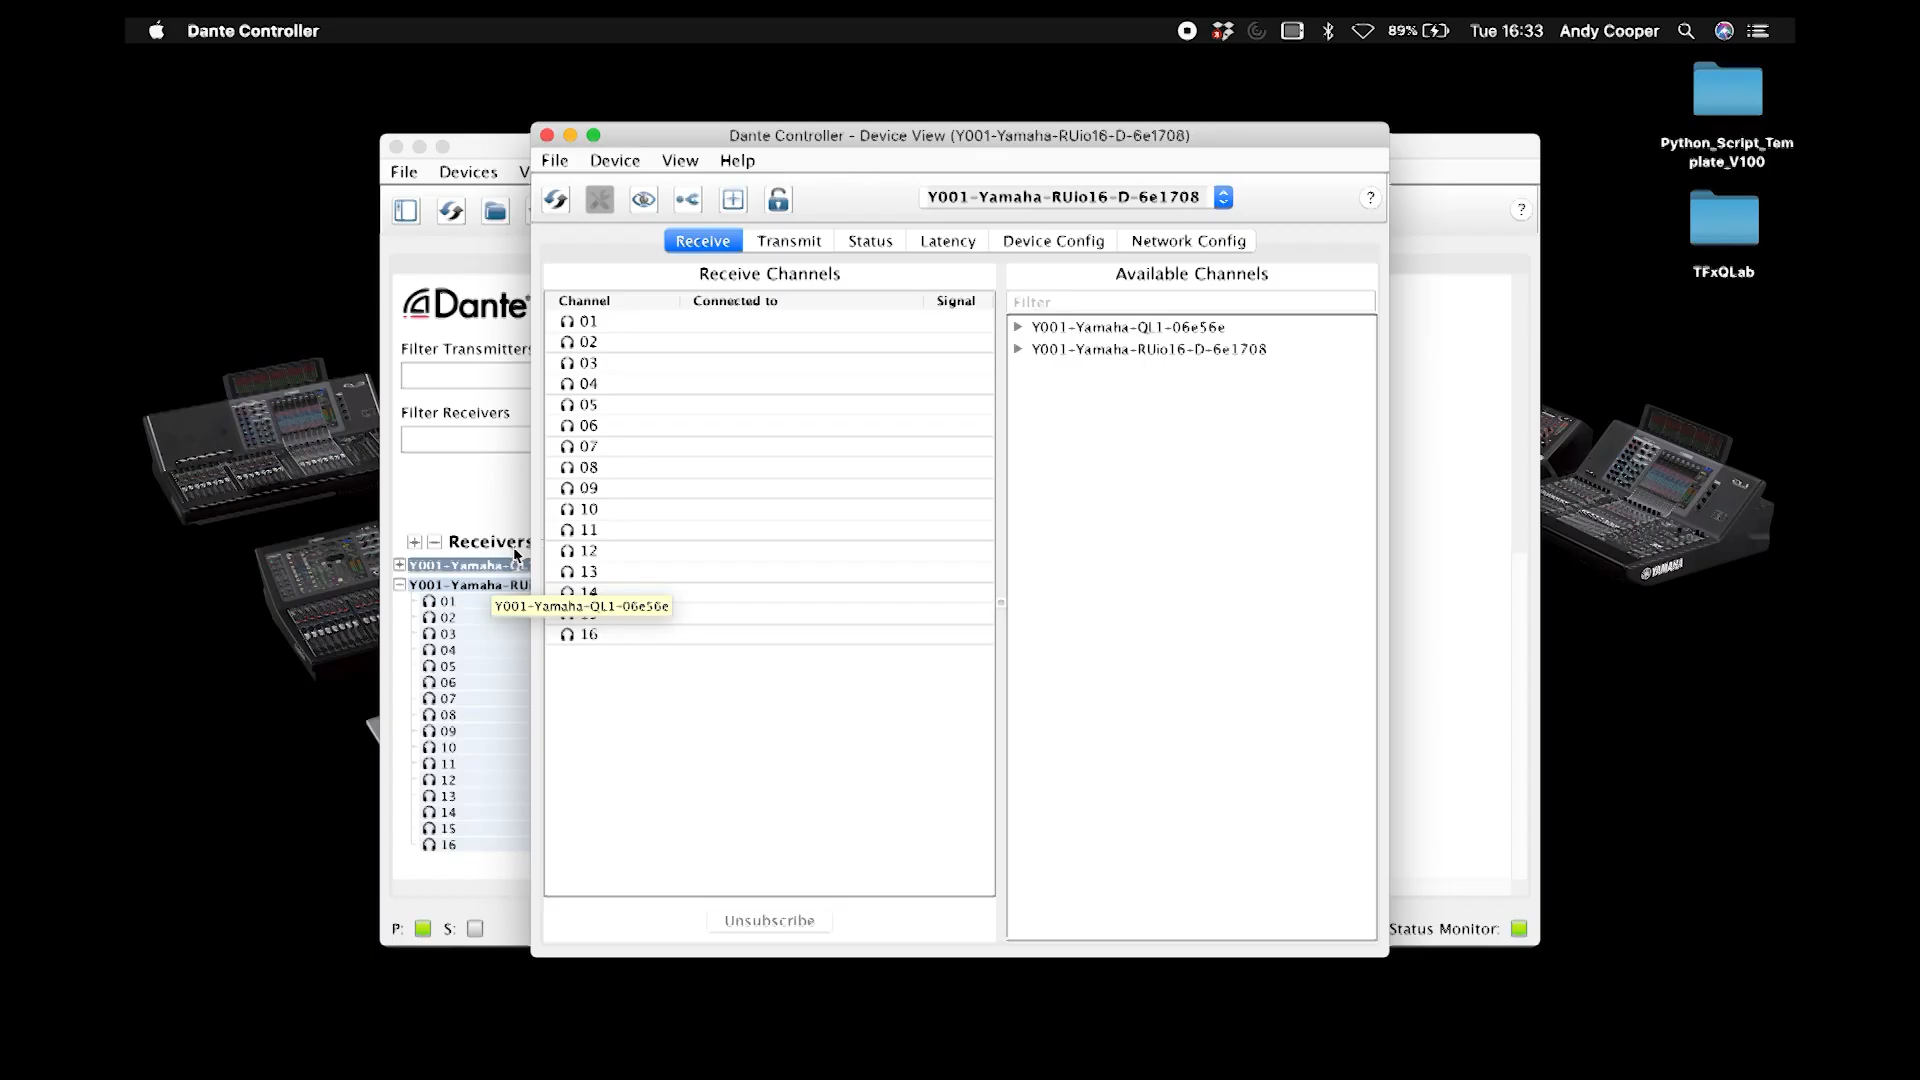 Dante Controller
89%
Tue 16:33
Andy Cooper
Python_Script_Tem
plate_V100
TFxQLab
Dante Controller - Device View (Y001-Yamaha-RUio16-D-6e1708)
File Device View Help
Y001-Yamaha-RUio16-D-6e1708
?
Receive Transmit Status Latency Device Config Network Config
Receive Channels
Channel Connected to Signal
01
02
03
04
05
06
07
08
09
10
11
12
13
14
16
Unsubscribe
Available Channels
Filter
Y001-Yamaha-QL1-06e56e
Y001-Yamaha-RUio16-D-6e1708
File Devices V
?
Dante
Filter Transmitters
Filter Receivers
Receivers
Y001-Yamaha-QL
Y001-Yamaha-RU
Y001-Yamaha-QL1-06e56e
01
02
03
04
05
06
07
08
09
10
11
12
13
14
15
16
P: S:
Status Monitor:
YAMAHA